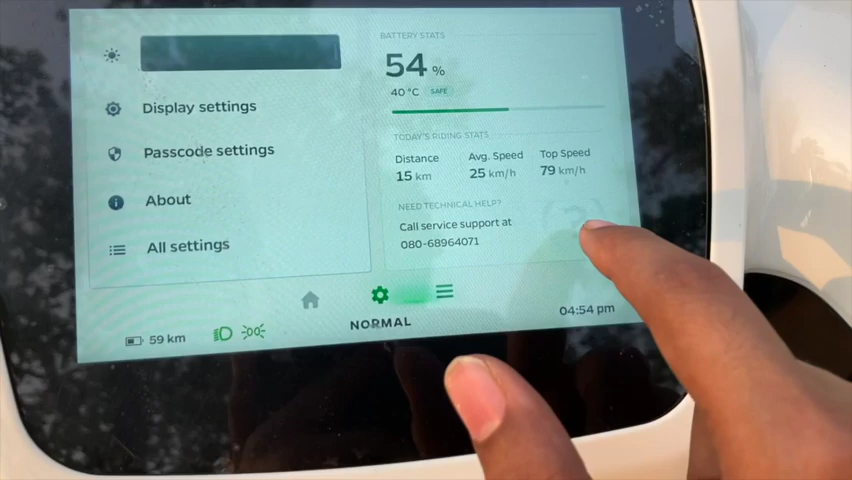 Display settings
Passcode settings
About
All settings
BATTERY STATS
54 %
40 °C SAFE
TODAY'S RIDING STATS
Distance Avg. Speed Top Speed
15 km 25 km/h 79 km/h
NEED TECHNICAL HELP?
Call service support at
080-68964071
59 km
NORMAL
04:54 pm